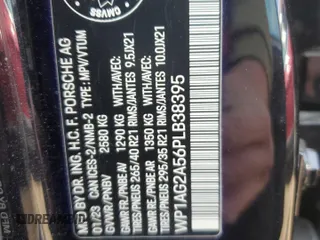 MFD BY DR. ING. H.C. F. PORSCHE AG
01/23 CAN ICES-2/NMB-2 TYPE: MPV/VTUM
GVWR/PNBV 2680 KG
GAWR FR/PNBE AV 1290 KG WITH/AVEC:
TIRES/PNEUS 265/40 R21 RIMS/JANTES 9.5JX21
GAWR RR/PNBE AR 1350 KG WITH/AVEC:
TIRES/PNEUS 295/35 R21 RIMS/JANTES 10.0JX21
WP1AG2A56PLB38395
CMVSS